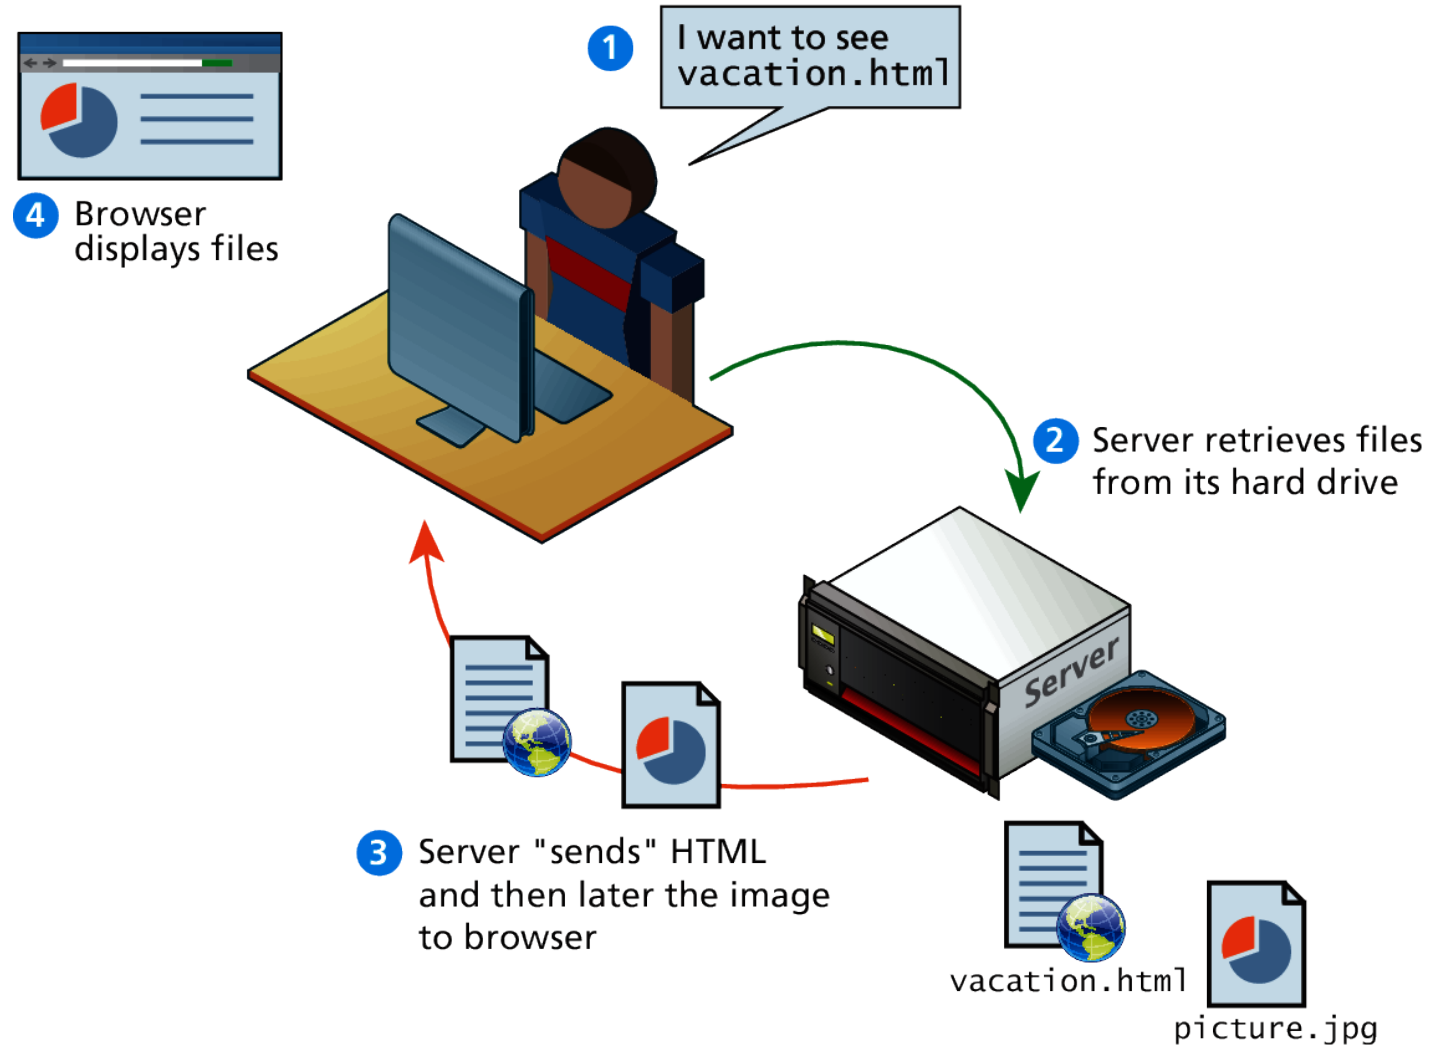 1
I want to see
vacation.html
4
Browser
displays files
2
Server retrieves files
from its hard drive
Server
3
Server "sends" HTML
and then later the image
to browser
vacation.html
picture.jpg